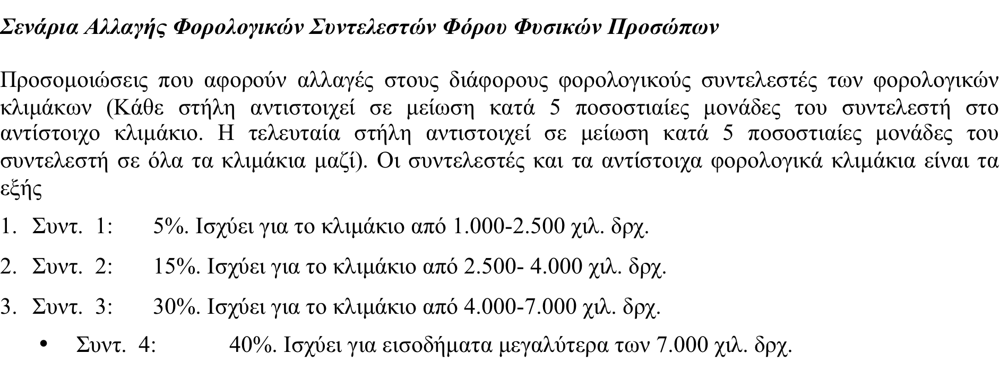 Σενάρια Αλλαγής Φορολογικών Συντελεστών Φόρου Φυσικών Προσώπων
Προσομοιώσεις που αφορούν αλλαγές στους διάφορους φορολογικούς συντελεστές των φορολογικών
κλιμάκων (Κάθε στήλη αντιστοιχεί σε μείωση κατά 5 ποσοστιαίες μονάδες του συντελεστή στο
αντίστοιχο κλιμάκιο. Η τελευταία στήλη αντιστοιχεί σε μείωση κατά 5 ποσοστιαίες μονάδες του
συντελεστή σε όλα τα κλιμάκια μαζί). Οι συντελεστές και τα αντίστοιχα φορολογικά κλιμάκια είναι τα
εξής
1. Συντ. 1: 5%. Ισχύει για το κλιμάκιο από 1.000-2.500 χιλ. δρχ.
2. Συντ. 2: 15%. Ισχύει για το κλιμάκιο από 2.500- 4.000 χιλ. δρχ.
3. Συντ. 3: 30%. Ισχύει για το κλιμάκιο από 4.000-7.000 χιλ. δρχ.
• Συντ. 4: 40%. Ισχύει για εισοδήματα μεγαλύτερα των 7.000 χιλ. δρχ.